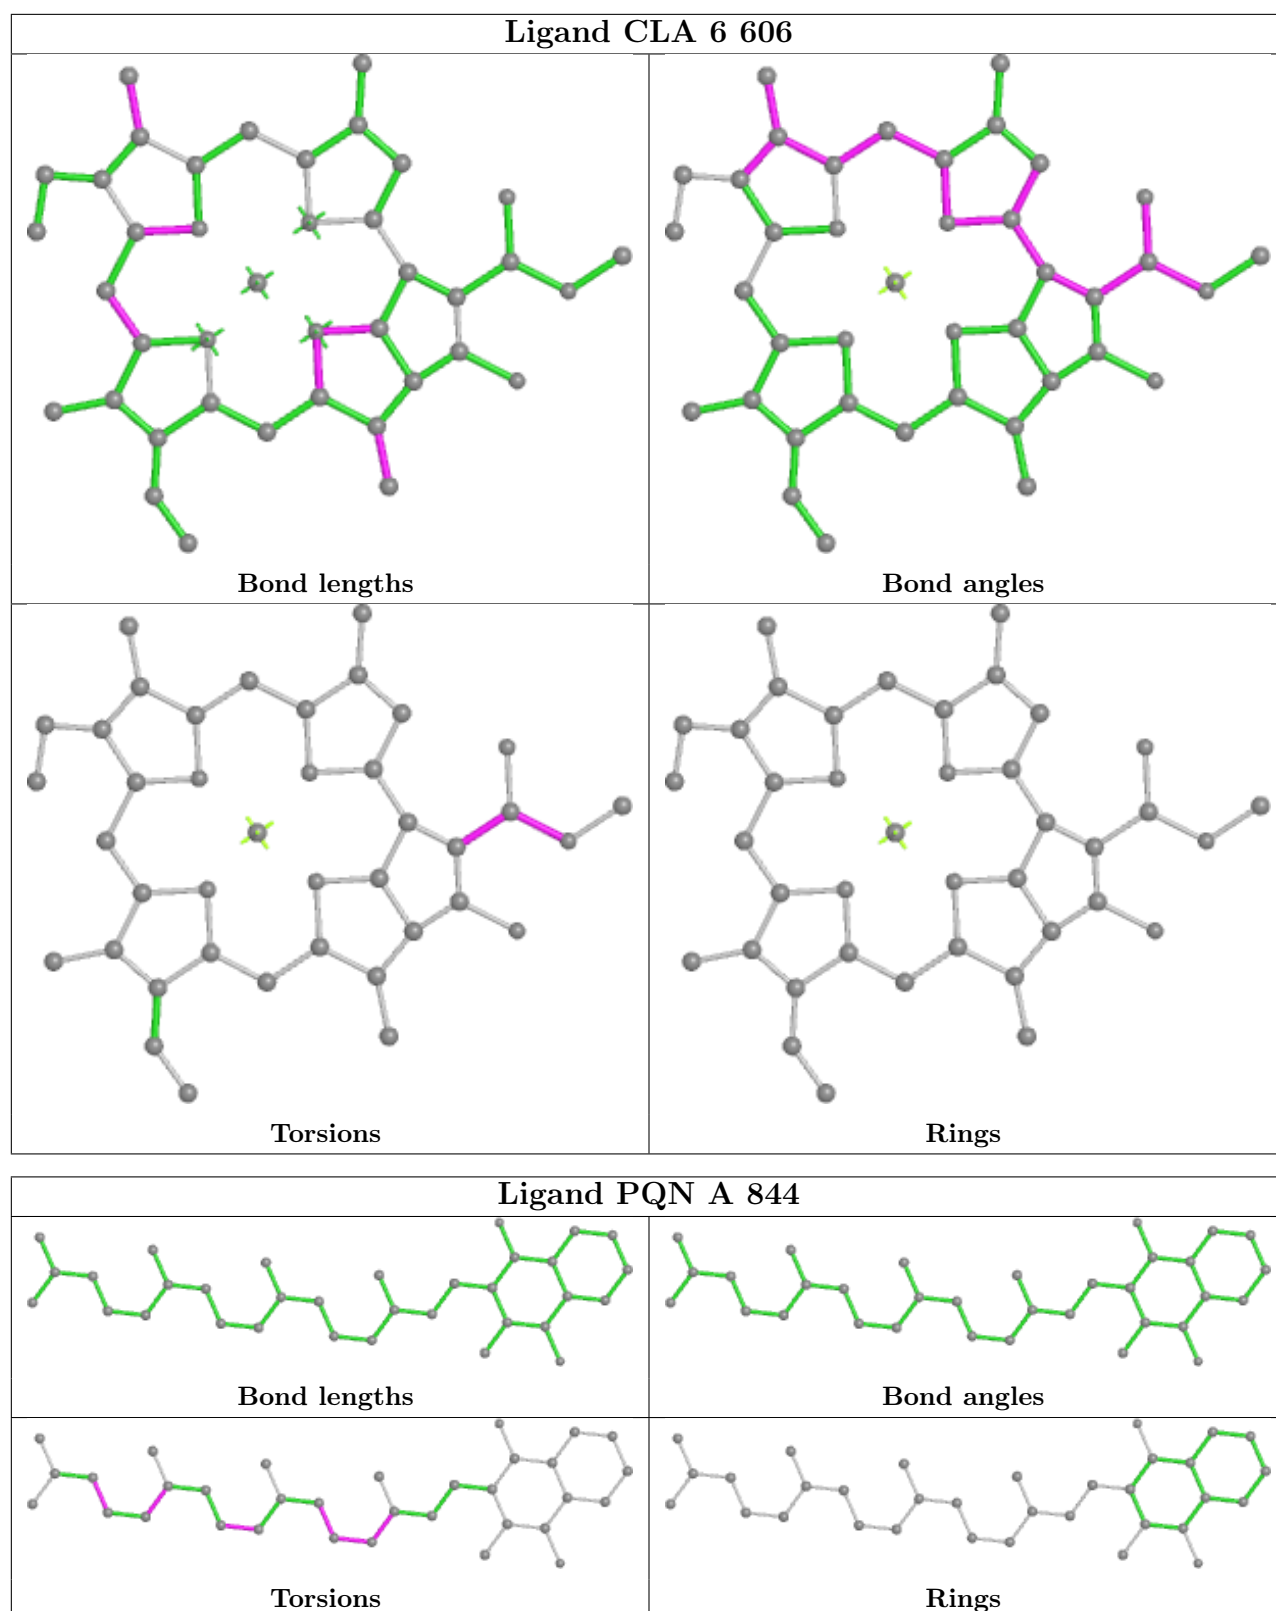 Ligand CLA 6 606
Bond lengths
Bond angles
Torsions
Rings
Ligand PQN A 844
Bond lengths
Bond angles
Torsions
Rings